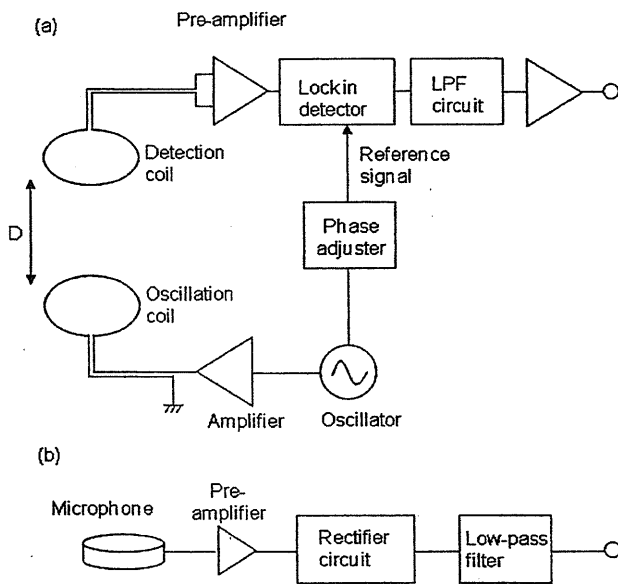 (a)
Pre-amplifier
Lockin
detector
LPF
circuit
Detection
coil
Reference
signal
D
Phase
adjuster
Oscillation
coil
Amplifier
Oscillator
(b)
Microphone
Pre-
amplifier
Rectifier
circuit
Low-pass
filter